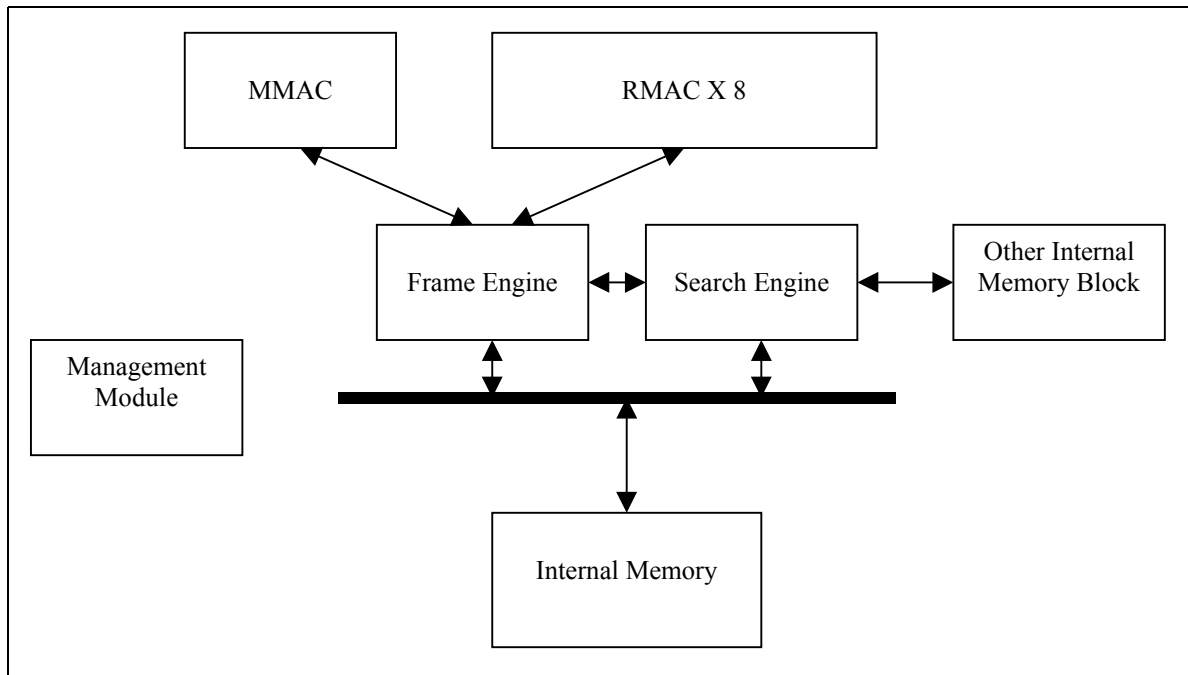 MMAC
RMAC X 8
Frame Engine
Search Engine
Other Internal
Memory Block
Management
Module
Internal Memory